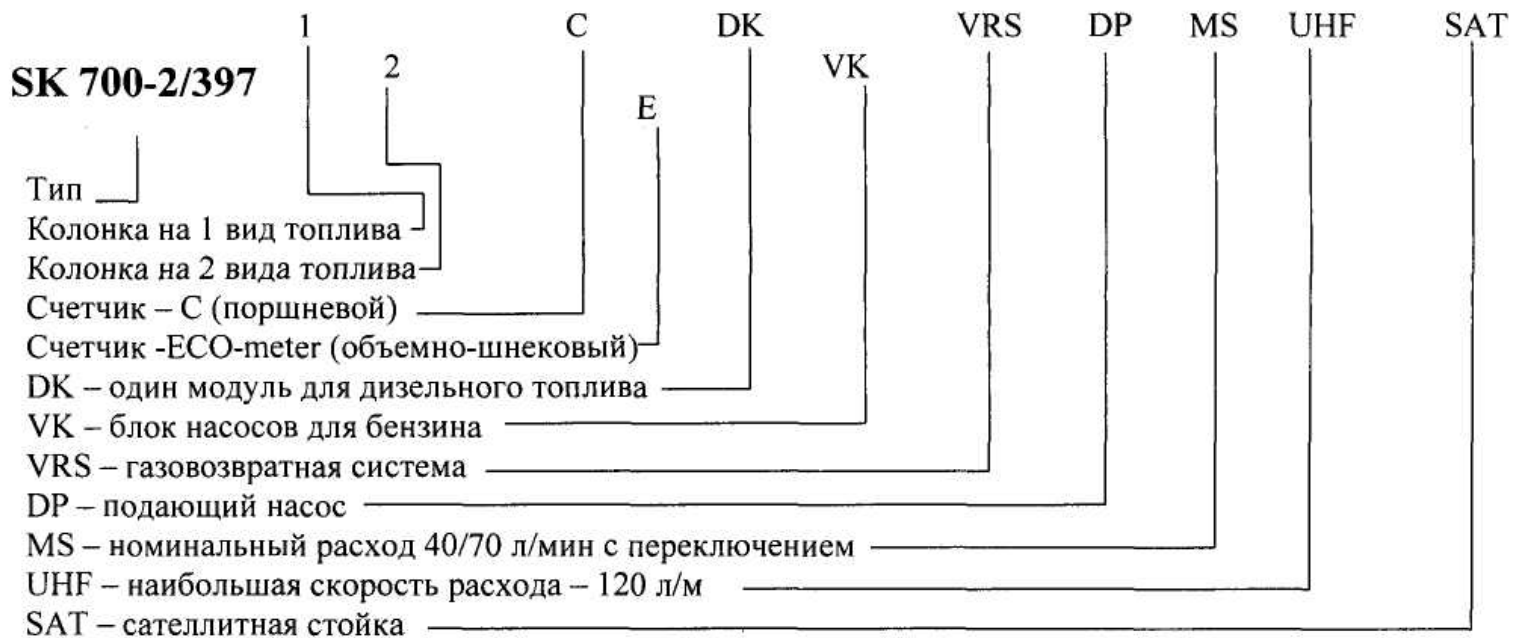 1 C DK VRS DP MS UHF SAT
2 VK
SK 700-2/397
E
Тип
Колонка на 1 вид топлива
Колонка на 2 вида топлива
Счетчик – С (поршневой)
Счетчик -ECO-meter (объемно-шнековый)
DK – один модуль для дизельного топлива
VK – блок насосов для бензина
VRS – газовозвратная система
DP – подающий насос
MS – номинальный расход 40/70 л/мин с переключением
UHF – наибольшая скорость расхода – 120 л/м
SAT – сателлитная стойка